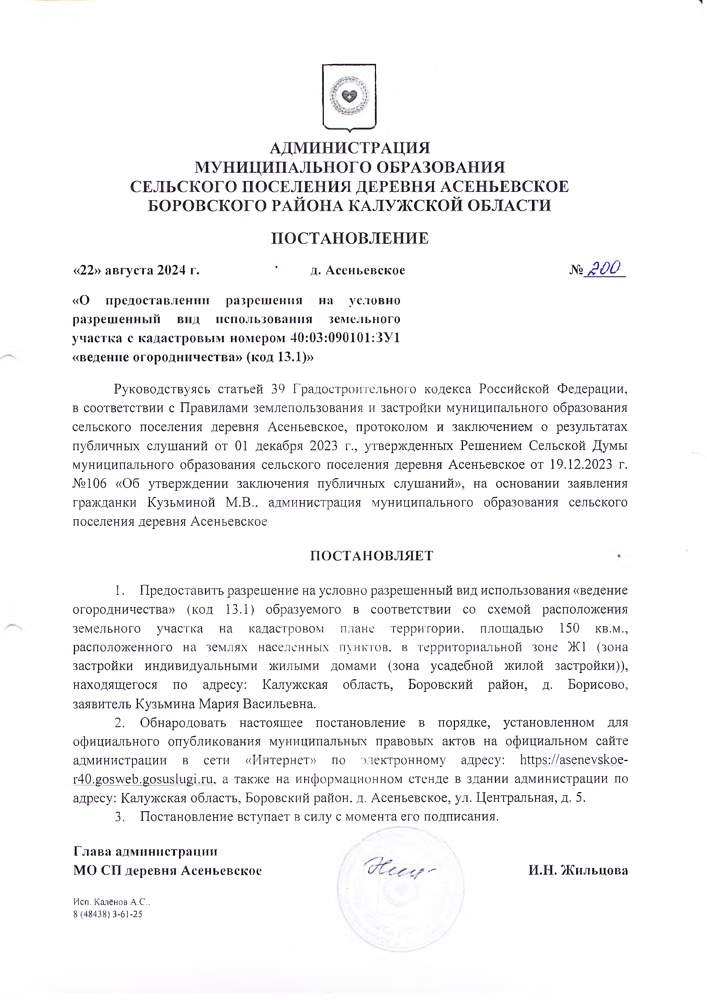 АДМИНИСТРАЦИЯ
МУНИЦИПАЛЬНОГО ОБРАЗОВАНИЯ
СЕЛЬСКОГО ПОСЕЛЕНИЯ ДЕРЕВНЯ АСЕНЬЕВСКОЕ
БОРОВСКОГО РАЙОНА КАЛУЖСКОЙ ОБЛАСТИ
ПОСТАНОВЛЕНИЕ
«22» августа 2024 г. д. Асеньевское № 200
«О предоставлении разрешения на условно
разрешенный вид использования земельного
участка с кадастровым номером 40:03:090101:ЗУ1
«ведение огородничества» (код 13.1)»
Руководствуясь статьей 39 Градостроительного кодекса Российской Федерации,
в соответствии с Правилами землепользования и застройки муниципального образования
сельского поселения деревня Асеньевское, протоколом и заключением о результатах
публичных слушаний от 01 декабря 2023 г., утвержденных Решением Сельской Думы
муниципального образования сельского поселения деревня Асеньевское от 19.12.2023 г.
№106 «Об утверждении заключения публичных слушаний», на основании заявления
гражданки Кузьминой М.В., администрация муниципального образования сельского
поселения деревня Асеньевское
ПОСТАНОВЛЯЕТ
1. Предоставить разрешение на условно разрешенный вид использования «ведение
огородничества» (код 13.1) образуемого в соответствии со схемой расположения
земельного участка на кадастровом плане территории, площадью 150 кв.м.,
расположенного на землях населенных пунктов, в территориальной зоне Ж1 (зона
застройки индивидуальными жилыми домами (зона усадебной жилой застройки)),
находящегося по адресу: Калужская область, Боровский район, д. Борисово,
заявитель Кузьмина Мария Васильевна.
2. Обнародовать настоящее постановление в порядке, установленном для
официального опубликования муниципальных правовых актов на официальном сайте
администрации в сети «Интернет» по электронному адресу: https://asenevskoe-
r40.gosweb.gosuslugi.ru, а также на информационном стенде в здании администрации по
адресу: Калужская область, Боровский район, д. Асеньевское, ул. Центральная, д. 5.
3. Постановление вступает в силу с момента его подписания.
Глава администрации
МО СП деревня Асеньевское И.Н. Жильцова
Исп. Калёнов А.С.,
8 (48438) 3-61-25